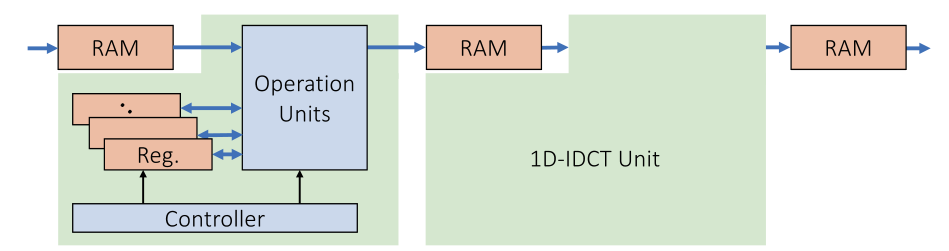 RAM
RAM
RAM
Operation
Units
Reg.
1D-IDCT Unit
Controller